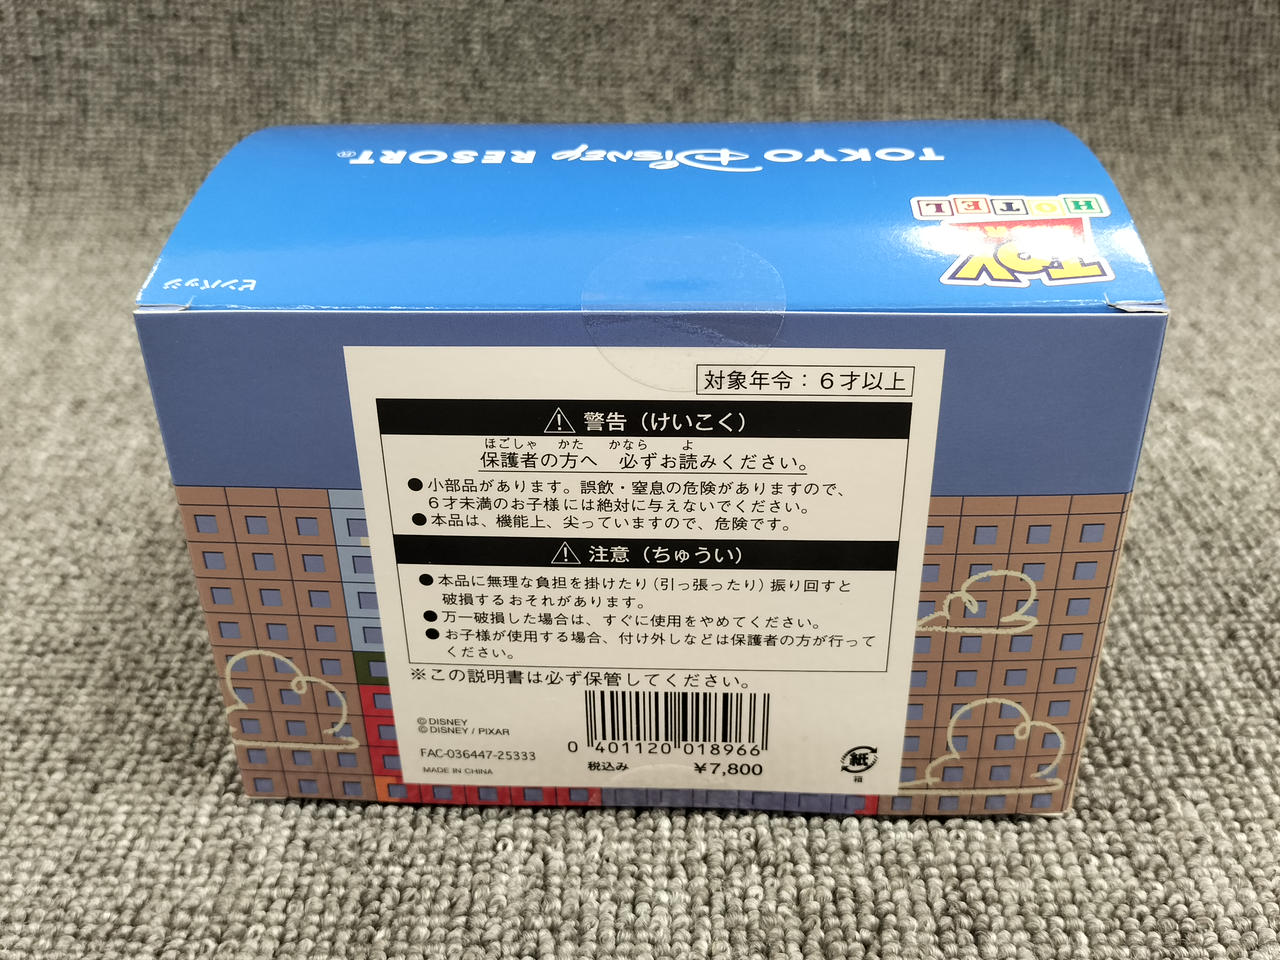 TOKYO DISNEY RESORT®
HOTEL
TOY
STORY
ピンバッジ
対象年令：6才以上
警告（けいこく）
ほごしゃ かた かなら よ
保護者の方へ 必ずお読みください。
●小部品があります。誤飲・窒息の危険がありますので、
6才未満のお子様には絶対に与えないでください。
●本品は、機能上、尖っていますので、危険です。
注意（ちゅうい）
●本品に無理な負担を掛けたり（引っ張ったり）振り回すと
破損するおそれがあります。
●万一破損した場合は、すぐに使用をやめてください。
●お子様が使用する場合、付け外しなどは保護者の方が行って
ください。
※この説明書は必ず保管してください。
©DISNEY
©DISNEY / PIXAR
FAC-036447-25333
MADE IN CHINA
0 401120 018966
税込み ¥7,800
紙
箱